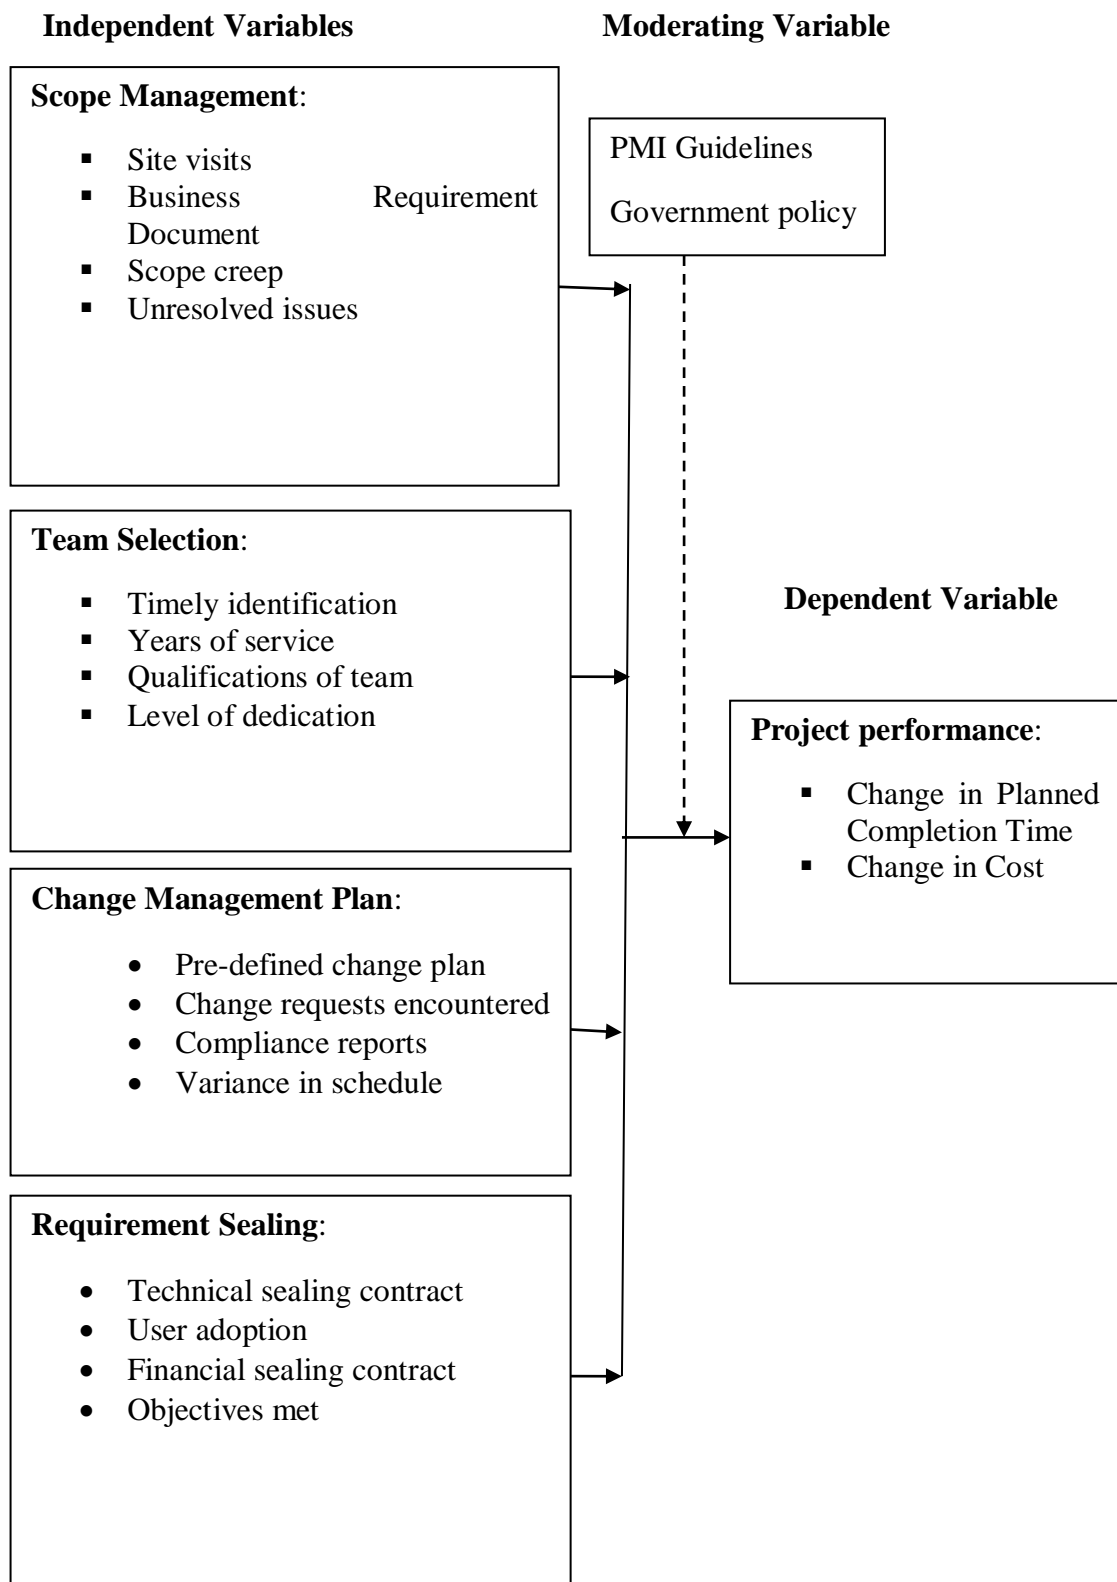 Independent Variables
Moderating Variable
Scope Management:
▪ Site visits
▪ Business Requirement
Document
▪ Scope creep
▪ Unresolved issues
PMI Guidelines
Government policy
Team Selection:
▪ Timely identification
▪ Years of service
▪ Qualifications of team
▪ Level of dedication
Dependent Variable
Project performance:
▪ Change in Planned
Completion Time
▪ Change in Cost
Change Management Plan:
• Pre-defined change plan
• Change requests encountered
• Compliance reports
• Variance in schedule
Requirement Sealing:
• Technical sealing contract
• User adoption
• Financial sealing contract
• Objectives met